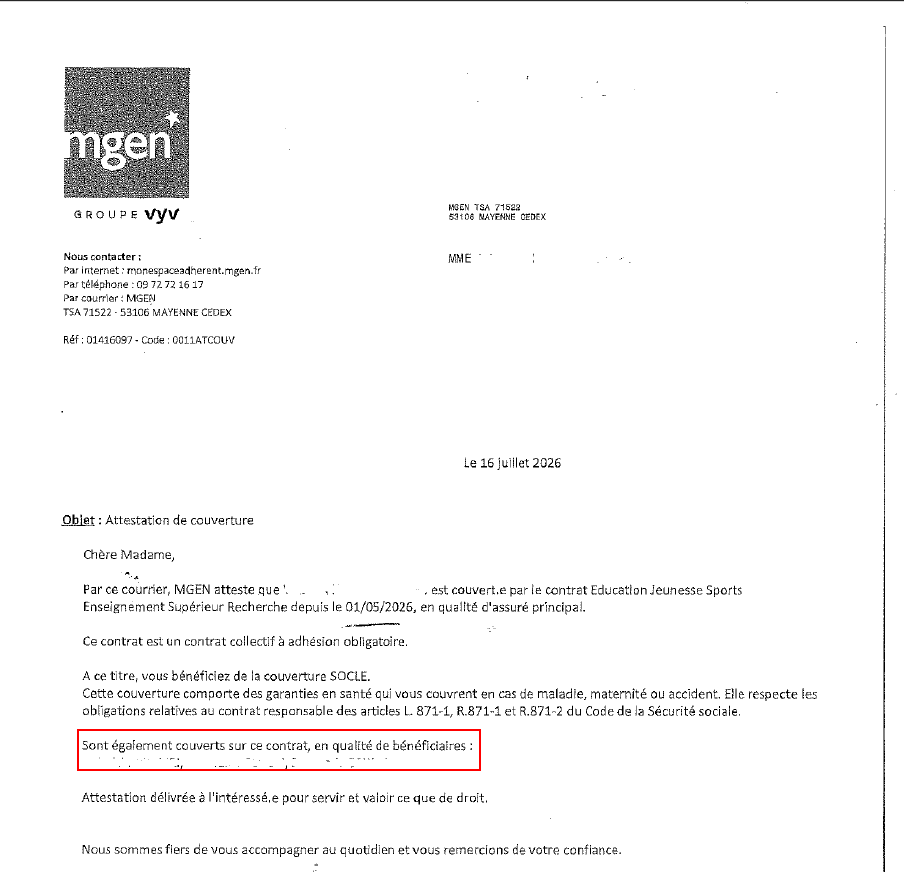 mgen
GROUPE vyv
MGEN TSA 71522
53106 MAYENNE CEDEX
Nous contacter :
Par internet : monespaceadherent.mgen.fr
Par téléphone : 09 72 72 16 17
Par courrier : MGEN
TSA 71522 - 53106 MAYENNE CEDEX
MME
Réf : 01416097 - Code : 0011ATCOUV
Le 16 juillet 2026
Objet : Attestation de couverture
Chère Madame,
Par ce courrier, MGEN atteste que est couvert.e par le contrat Education Jeunesse Sports
Enseignement Supérieur Recherche depuis le 01/05/2026, en qualité d'assuré principal.
Ce contrat est un contrat collectif à adhésion obligatoire.
A ce titre, vous bénéficiez de la couverture SOCLE.
Cette couverture comporte des garanties en santé qui vous couvrent en cas de maladie, maternité ou accident. Elle respecte les
obligations relatives au contrat responsable des articles L. 871-1, R.871-1 et R.871-2 du Code de la Sécurité sociale.
Sont également couverts sur ce contrat, en qualité de bénéficiaires :
Attestation délivrée à l'intéressé.e pour servir et valoir ce que de droit.
Nous sommes fiers de vous accompagner au quotidien et vous remercions de votre confiance.